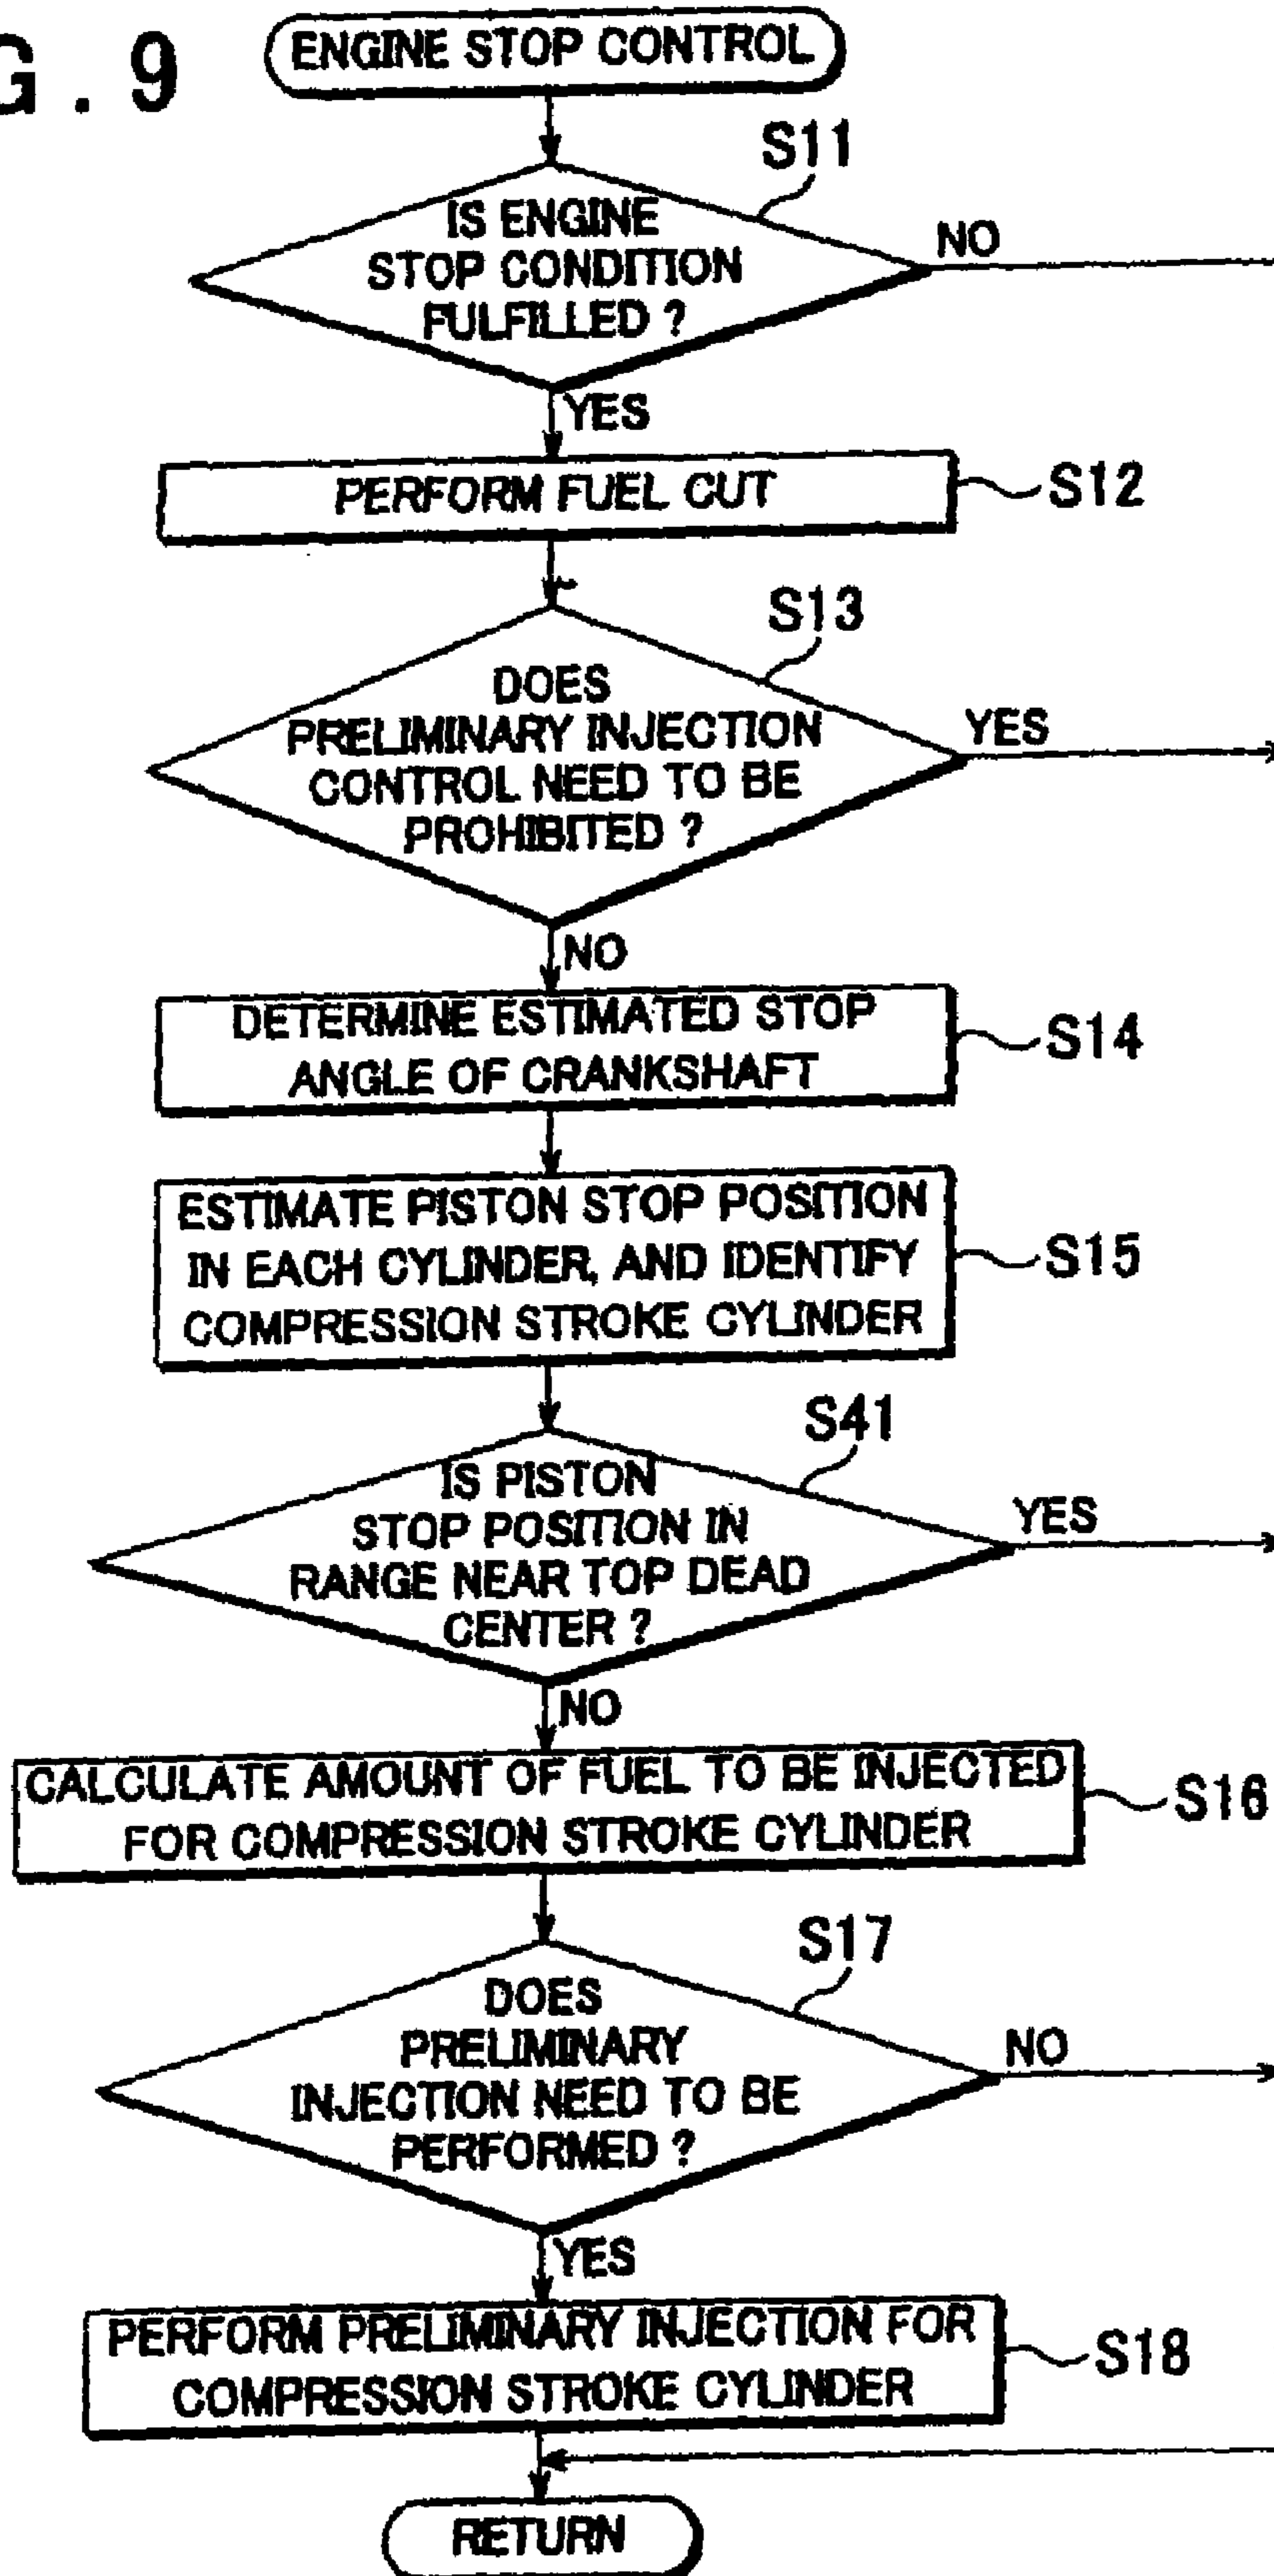 G. 9
ENGINE STOP CONTROL
S11
IS ENGINE
STOP CONDITION
FULFILLED ?
NO
YES
PERFORM FUEL CUT
S12
S13
DOES
PRELIMINARY INJECTION
CONTROL NEED TO BE
PROHIBITED ?
YES
NO
DETERMINE ESTIMATED STOP
ANGLE OF CRANKSHAFT
S14
ESTIMATE PISTON STOP POSITION
IN EACH CYLINDER, AND IDENTIFY
COMPRESSION STROKE CYLINDER
S15
S41
IS PISTON
STOP POSITION IN
RANGE NEAR TOP DEAD
CENTER ?
YES
NO
CALCULATE AMOUNT OF FUEL TO BE INJECTED
FOR COMPRESSION STROKE CYLINDER
S16
S17
DOES
PRELIMINARY
INJECTION NEED TO BE
PERFORMED ?
NO
YES
PERFORM PRELIMINARY INJECTION FOR
COMPRESSION STROKE CYLINDER
S18
RETURN